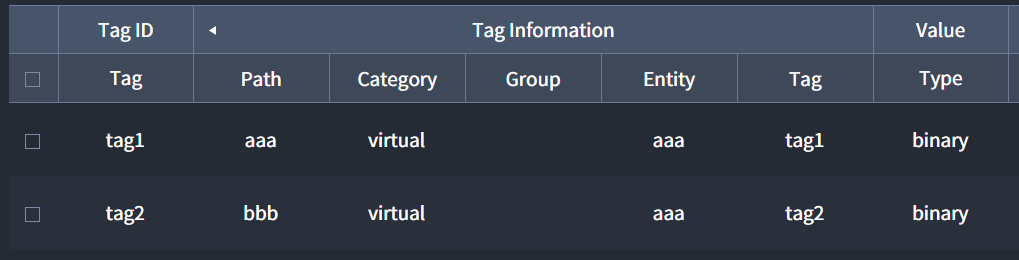 Tag ID Tag Information Value
Tag Path Category Group Entity Tag Type
tag1 aaa virtual aaa tag1 binary
tag2 bbb virtual aaa tag2 binary